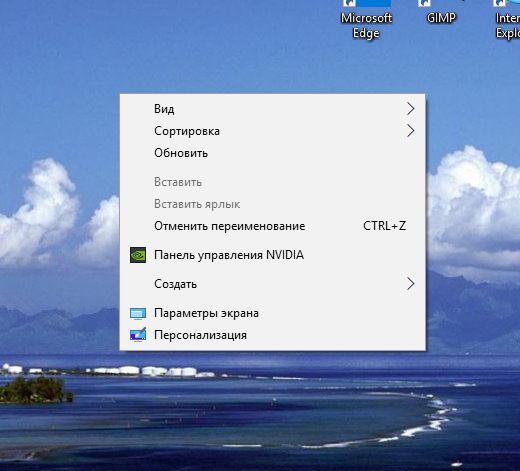 Microsoft Edge
GIMP
Вид
Сортировка
Обновить
Вставить
Вставить ярлык
Отменить переименование CTRL+Z
Панель управления NVIDIA
Создать
Параметры экрана
Персонализация